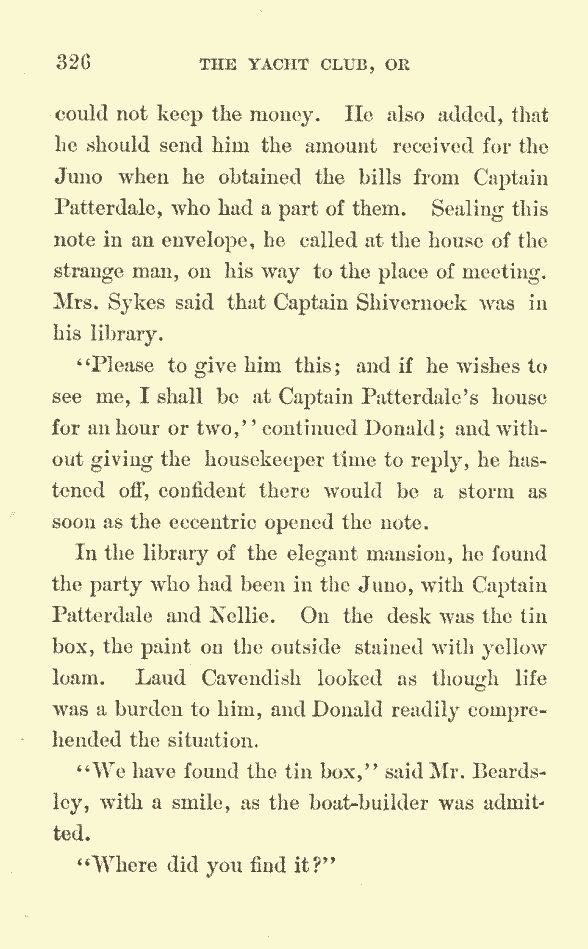 326 THE YACHT CLUB, OR
could not keep the money. He also added, that
he should send him the amount received for the
Juno when he obtained the bills from Captain
Patterdale, who had a part of them. Sealing this
note in an envelope, he called at the house of the
strange man, on his way to the place of meeting.
Mrs. Sykes said that Captain Shivernock was in
his library.
“Please to give him this; and if he wishes to
see me, I shall be at Captain Patterdale’s house
for an hour or two,” continued Donald; and with-
out giving the housekeeper time to reply, he has-
tened off, confident there would be a storm as
soon as the eccentric opened the note.
In the library of the elegant mansion, he found
the party who had been in the Juno, with Captain
Patterdale and Nellie. On the desk was the tin
box, the paint on the outside stained with yellow
loam. Laud Cavendish looked as though life
was a burden to him, and Donald readily compre-
hended the situation.
“We have found the tin box,” said Mr. Beards-
ley, with a smile, as the boat-builder was admit-
ted.
“Where did you find it?”